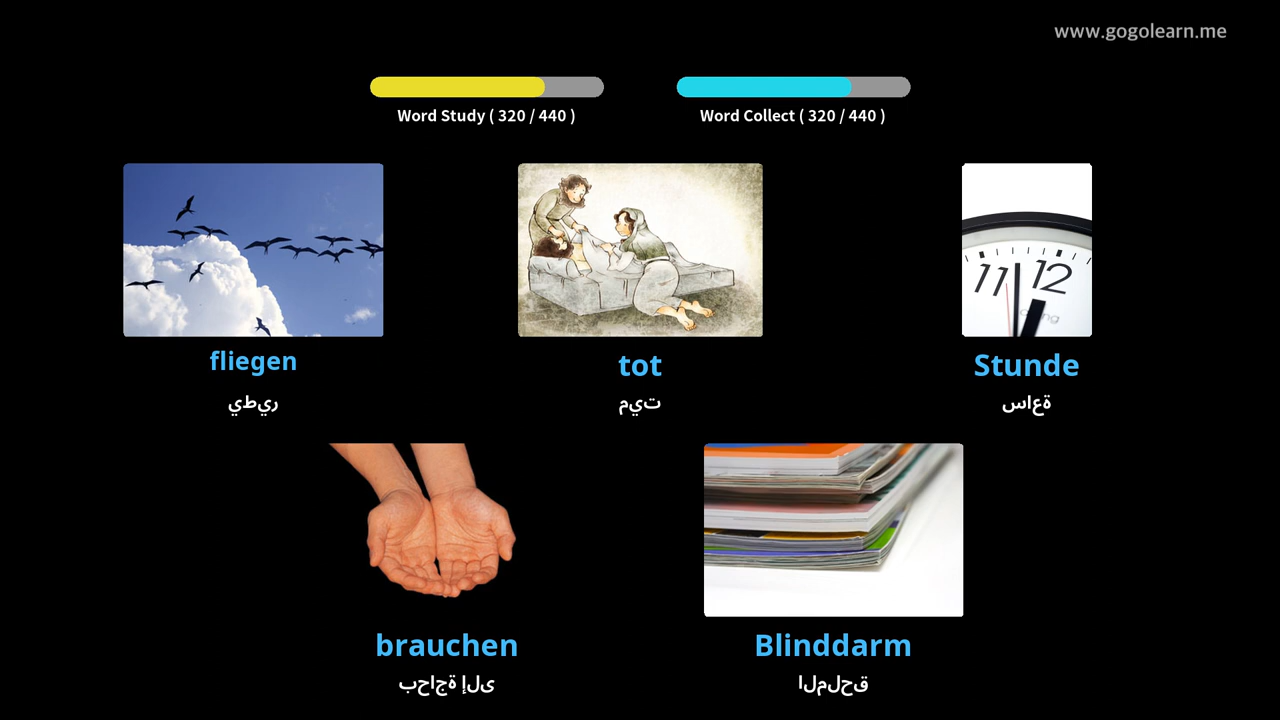 www.gogolearn.me
Word Study ( 320 / 440 )
Word Collect ( 320 / 440 )
fliegen
يطير
tot
ميت
Stunde
ساعة
brauchen
بحاجة إلى
Blinddarm
الملحق